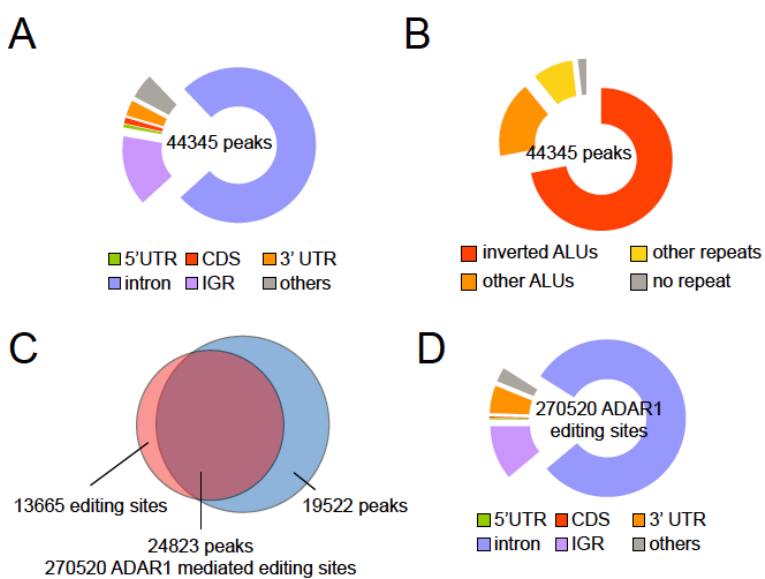 A
B
44345 peaks
44345 peaks
5'UTR CDS 3' UTR
intron IGR others
inverted ALUs other repeats
other ALUs no repeat
C
D
13665 editing sites
19522 peaks
24823 peaks
270520 ADAR1 mediated editing sites
270520 ADAR1
editing sites
5'UTR CDS 3' UTR
intron IGR others